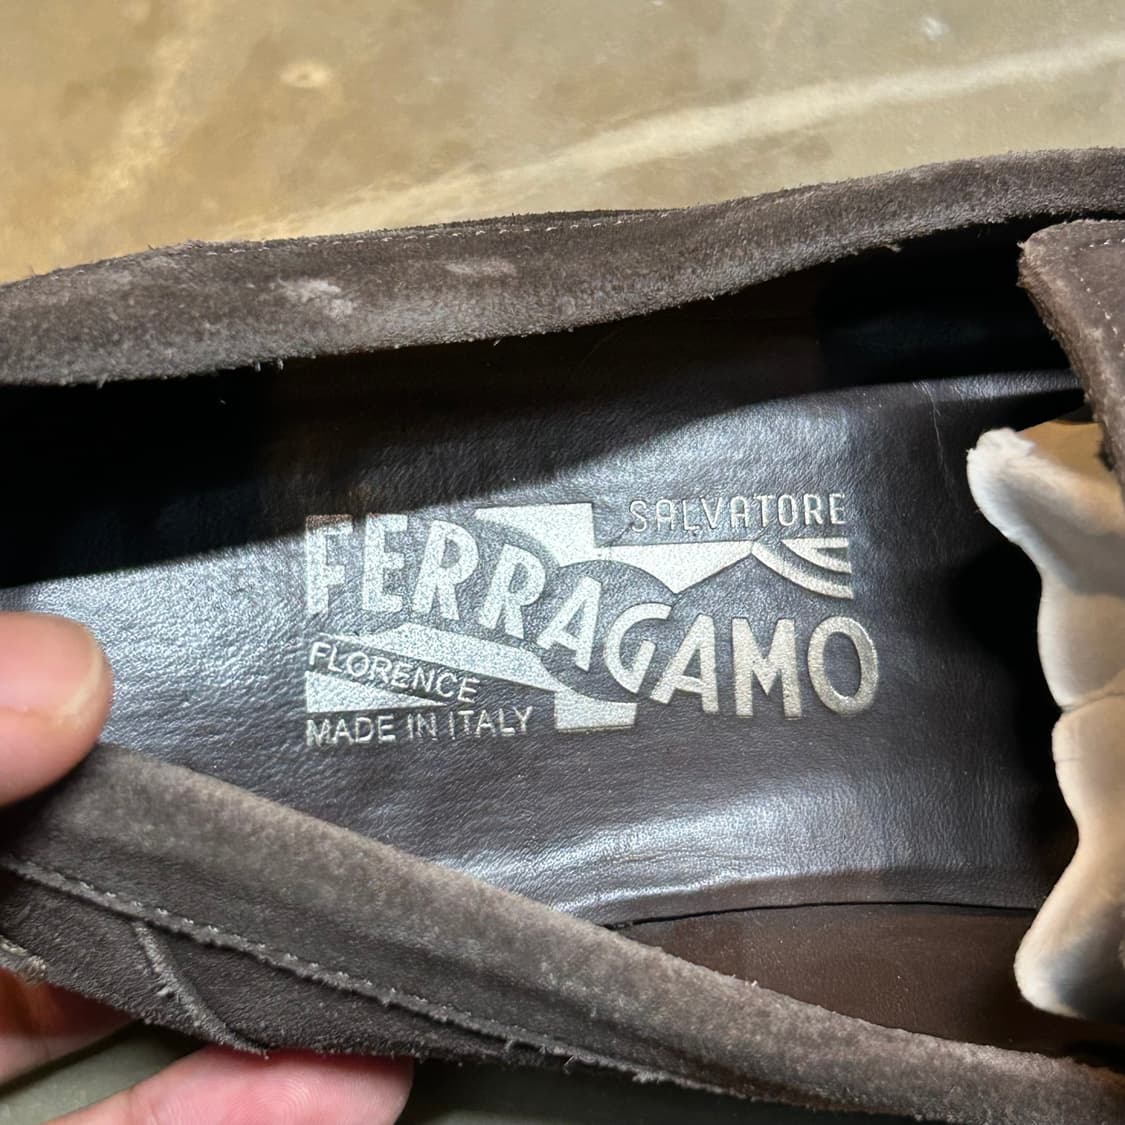 SALVATORE
FERRAGAMO
FLORENCE
MADE IN ITALY